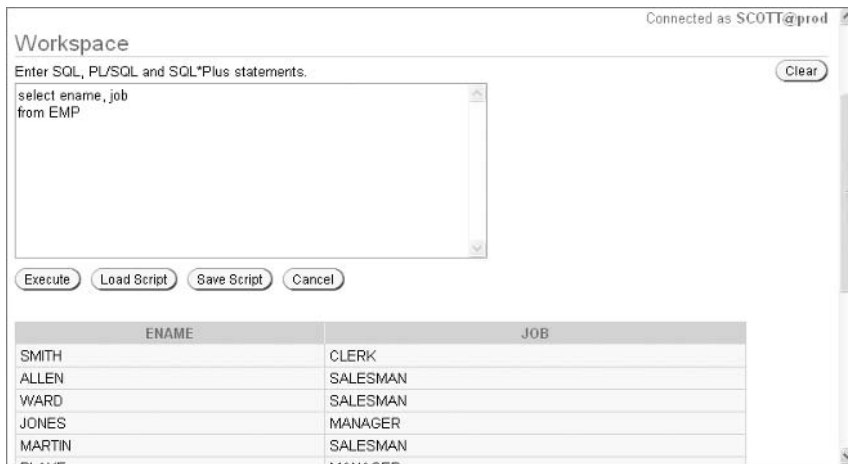 Connected as SCOTT@prod
Workspace
Enter SQL, PL/SQL and SQL*Plus statements.
Clear
select ename, job
from EMP
Execute Load Script Save Script Cancel
ENAME JOB
SMITH CLERK
ALLEN SALESMAN
WARD SALESMAN
JONES MANAGER
MARTIN SALESMAN